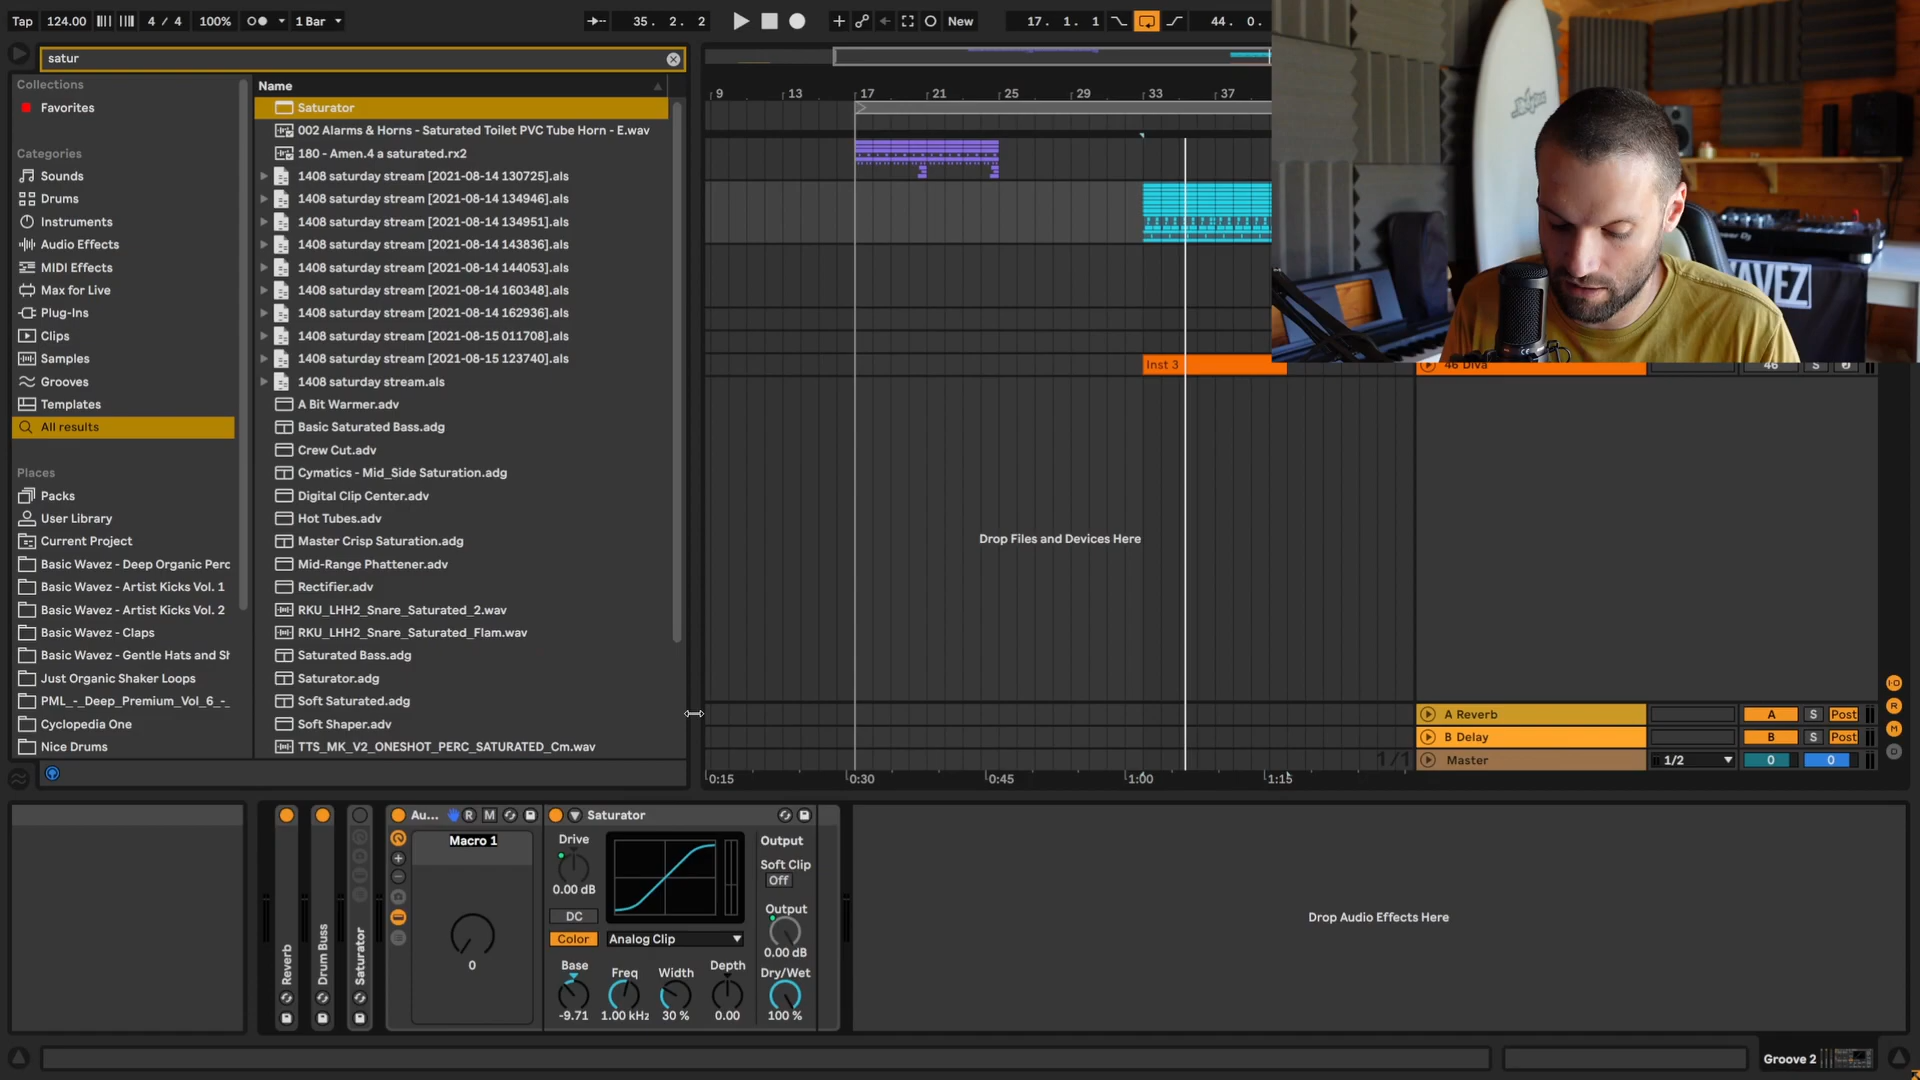 Tap 124.00 4 / 4 100% 1 Bar 35. 2. 2 New 17. 1. 1 44. 0.
satur
Collections
Favorites
Categories
Sounds
Drums
Instruments
Audio Effects
MIDI Effects
Max for Live
Plug-Ins
Clips
Samples
Grooves
Templates
All results
Places
Packs
User Library
Current Project
Basic Wavez - Deep Organic Perc
Basic Wavez - Artist Kicks Vol. 1
Basic Wavez - Artist Kicks Vol. 2
Basic Wavez - Claps
Basic Wavez - Gentle Hats and Sh
Just Organic Shaker Loops
PML_-_Deep_Premium_Vol_6_-_
Cyclopedia One
Nice Drums
Name
Saturator
002 Alarms & Horns - Saturated Toilet PVC Tube Horn - E.wav
180 - Amen.4 a saturated.rx2
1408 saturday stream [2021-08-14 130725].als
1408 saturday stream [2021-08-14 134946].als
1408 saturday stream [2021-08-14 134951].als
1408 saturday stream [2021-08-14 143836].als
1408 saturday stream [2021-08-14 144053].als
1408 saturday stream [2021-08-14 160348].als
1408 saturday stream [2021-08-14 162936].als
1408 saturday stream [2021-08-15 011708].als
1408 saturday stream [2021-08-15 123740].als
1408 saturday stream.als
A Bit Warmer.adv
Basic Saturated Bass.adg
Crew Cut.adv
Cymatics - Mid_Side Saturation.adg
Digital Clip Center.adv
Hot Tubes.adv
Master Crisp Saturation.adg
Mid-Range Phattener.adv
Rectifier.adv
RKU_LHH2_Snare_Saturated_2.wav
RKU_LHH2_Snare_Saturated_Flam.wav
Saturated Bass.adg
Saturator.adg
Soft Saturated.adg
Soft Shaper.adv
TTS_MK_V2_ONESHOT_PERC_SATURATED_Cm.wav
9 13 17 21 25 29 33 37
Inst 3
46 Diva 46 S
Drop Files and Devices Here
A Reverb A S Post
B Delay B S Post
1/1 Master 1/2 0 0
0:15 0:30 0:45 1:00 1:15
I·O
R
M
D
WAVEZ
Reverb
Drum Buss
Saturator
Au... R M
Macro 1
0
Saturator
Drive
0.00 dB
DC
Color Analog Clip
Base Freq Width Depth
-9.71 1.00 kHz 30 % 0.00
Output
Soft Clip
Off
Output
0.00 dB
Dry/Wet
100 %
Drop Audio Effects Here
Groove 2